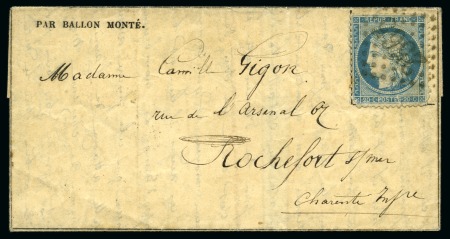 PAR BALLON MONTÉ.
Madame Camille Gigon
rue de l'Arsenal 67
Rochefort s/mer
Charente Infre